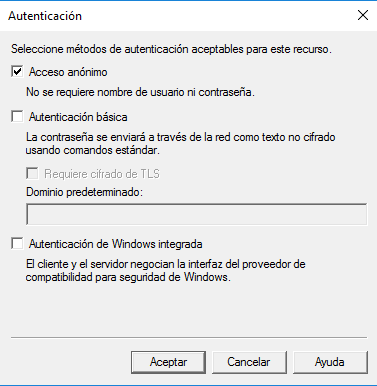 Autenticación
Seleccione métodos de autenticación aceptables para este recurso.
Acceso anónimo
No se requiere nombre de usuario ni contraseña.
Autenticación básica
La contraseña se enviará a través de la red como texto no cifrado
usando comandos estándar.
Requiere cifrado de TLS
Dominio predeterminado:
Autenticación de Windows integrada
El cliente y el servidor negocian la interfaz del proveedor de
compatibilidad para seguridad de Windows.
Aceptar
Cancelar
Ayuda